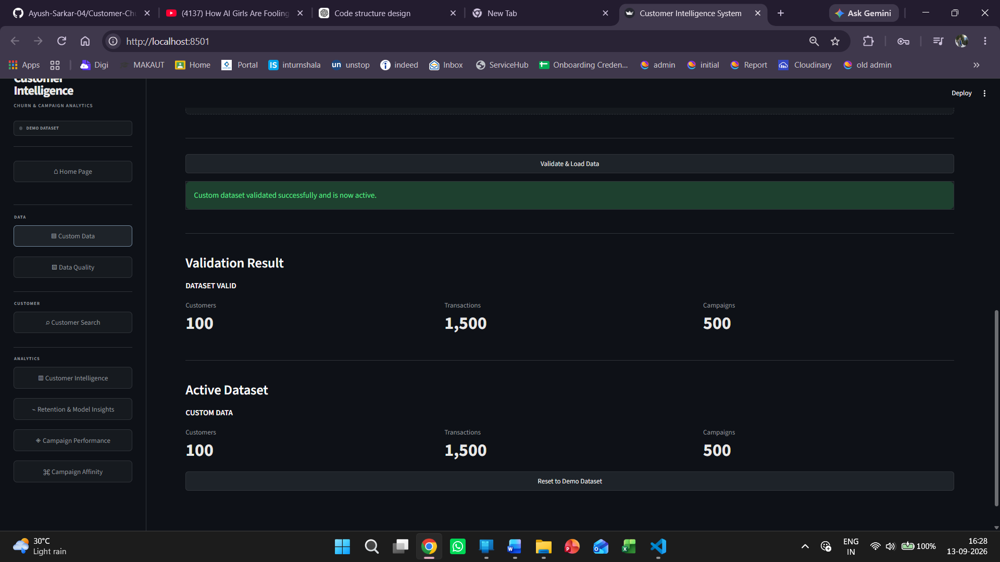 Ayush-Sarkar-04/Customer-Chu
(4137) How AI Girls Are Fooling
Code structure design
New Tab
Customer Intelligence System
Ask Gemini
http://localhost:8501
Apps
Digi
MAKAUT
Home
Portal
IS inturnshala
un unstop
indeed
Inbox
ServiceHub
Onboarding Creden...
admin
initial
Report
Cloudinary
old admin
Customer
Intelligence
CHURN & CAMPAIGN ANALYTICS
DEMO DATASET
Home Page
DATA
Custom Data
Data Quality
CUSTOMER
Customer Search
ANALYTICS
Customer Intelligence
Retention & Model Insights
Campaign Performance
Campaign Affinity
Deploy
Validate & Load Data
Custom dataset validated successfully and is now active.
Validation Result
DATASET VALID
Customers
100
Transactions
1,500
Campaigns
500
Active Dataset
CUSTOM DATA
Customers
100
Transactions
1,500
Campaigns
500
Reset to Demo Dataset
30°C
Light rain
ENG
IN
100%
16:28
13-09-2026